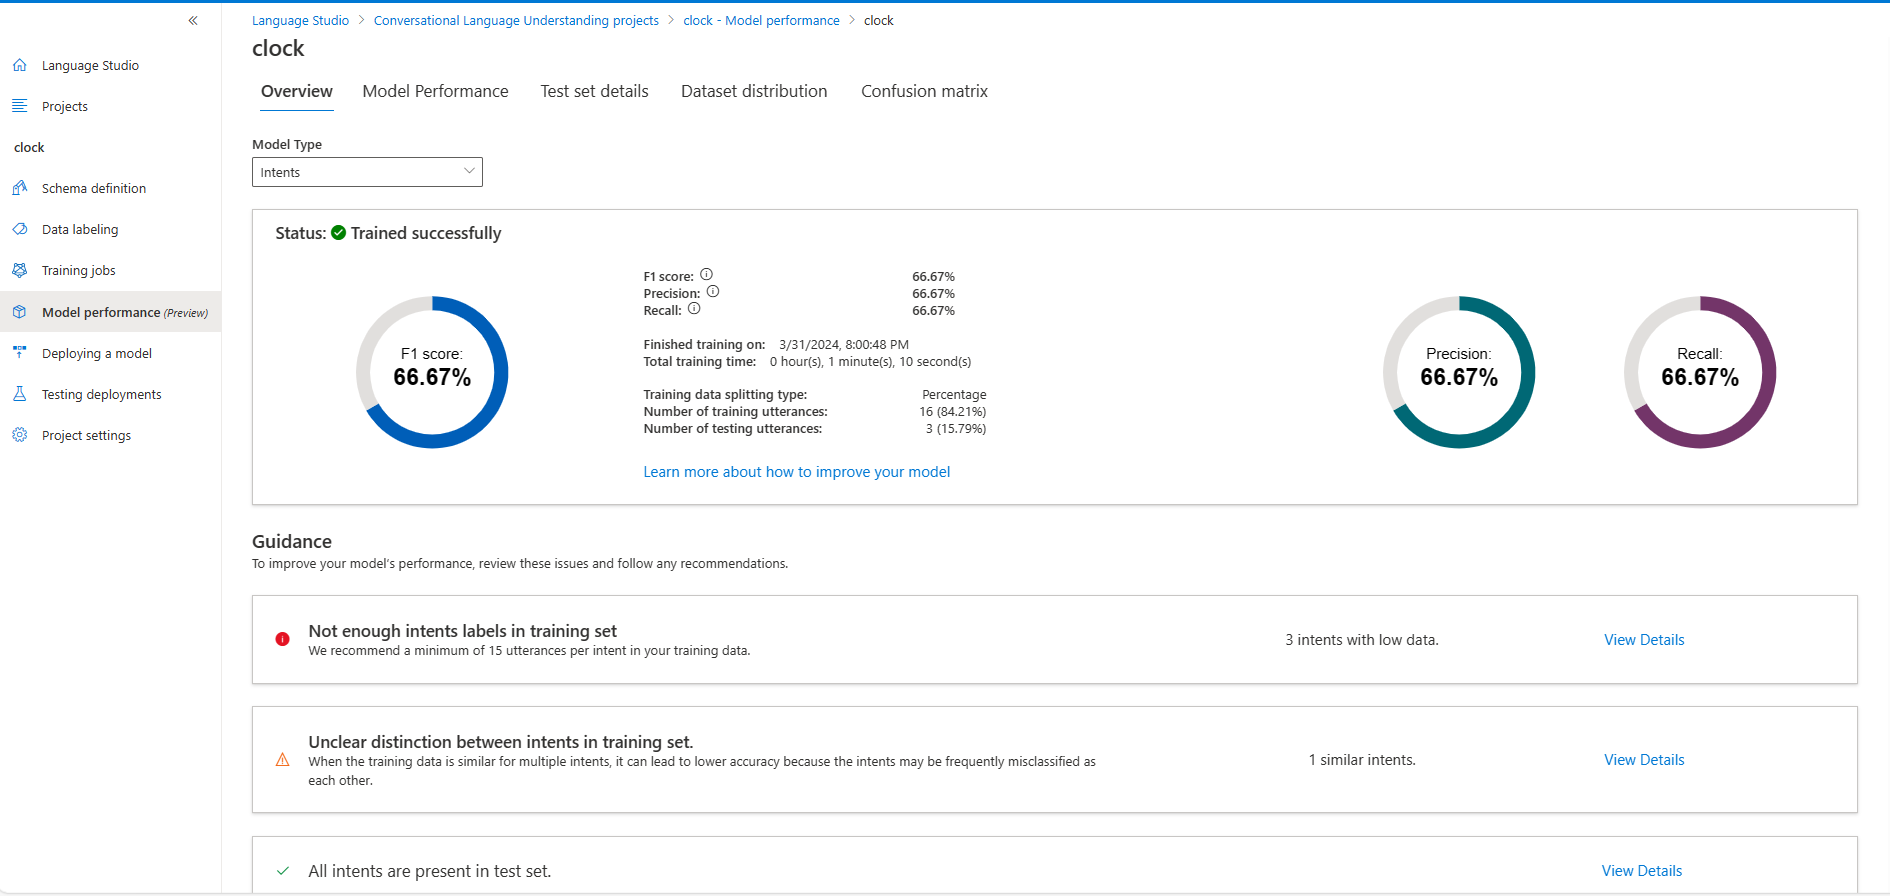 Language Studio > Conversational Language Understanding projects > clock - Model performance > clock
clock
Language Studio
Projects
clock
Schema definition
Data labeling
Training jobs
Model performance (Preview)
Deploying a model
Testing deployments
Project settings
Overview Model Performance Test set details Dataset distribution Confusion matrix
Model Type
Intents
Status: Trained successfully
F1 score:
66.67%
F1 score: 66.67%
Precision: 66.67%
Recall: 66.67%
Finished training on: 3/31/2024, 8:00:48 PM
Total training time: 0 hour(s), 1 minute(s), 10 second(s)
Training data splitting type: Percentage
Number of training utterances: 16 (84.21%)
Number of testing utterances: 3 (15.79%)
Learn more about how to improve your model
Precision:
66.67%
Recall:
66.67%
Guidance
To improve your model's performance, review these issues and follow any recommendations.
Not enough intents labels in training set
We recommend a minimum of 15 utterances per intent in your training data.
3 intents with low data.
View Details
Unclear distinction between intents in training set.
When the training data is similar for multiple intents, it can lead to lower accuracy because the intents may be frequently misclassified as
each other.
1 similar intents.
View Details
All intents are present in test set.
View Details